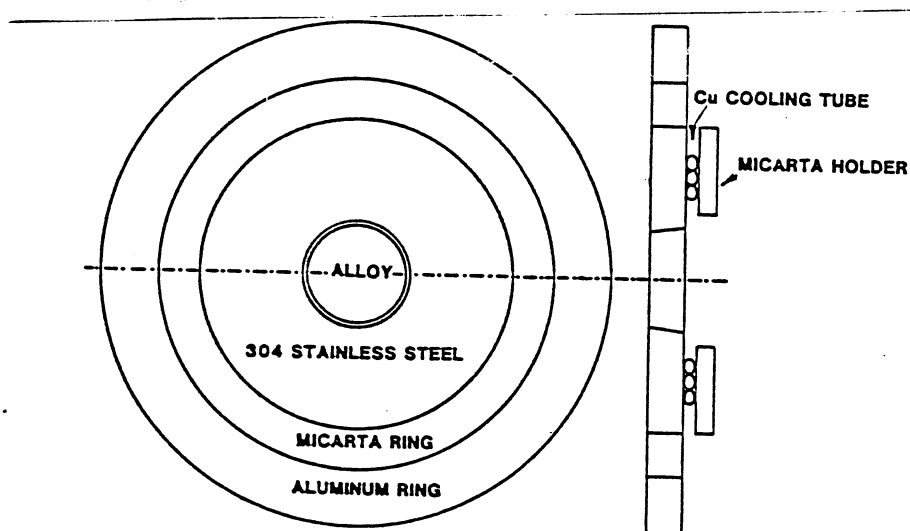 Cu COOLING TUBE
MICARTA HOLDER
ALLOY
304 STAINLESS STEEL
MICARTA RING
ALUMINUM RING